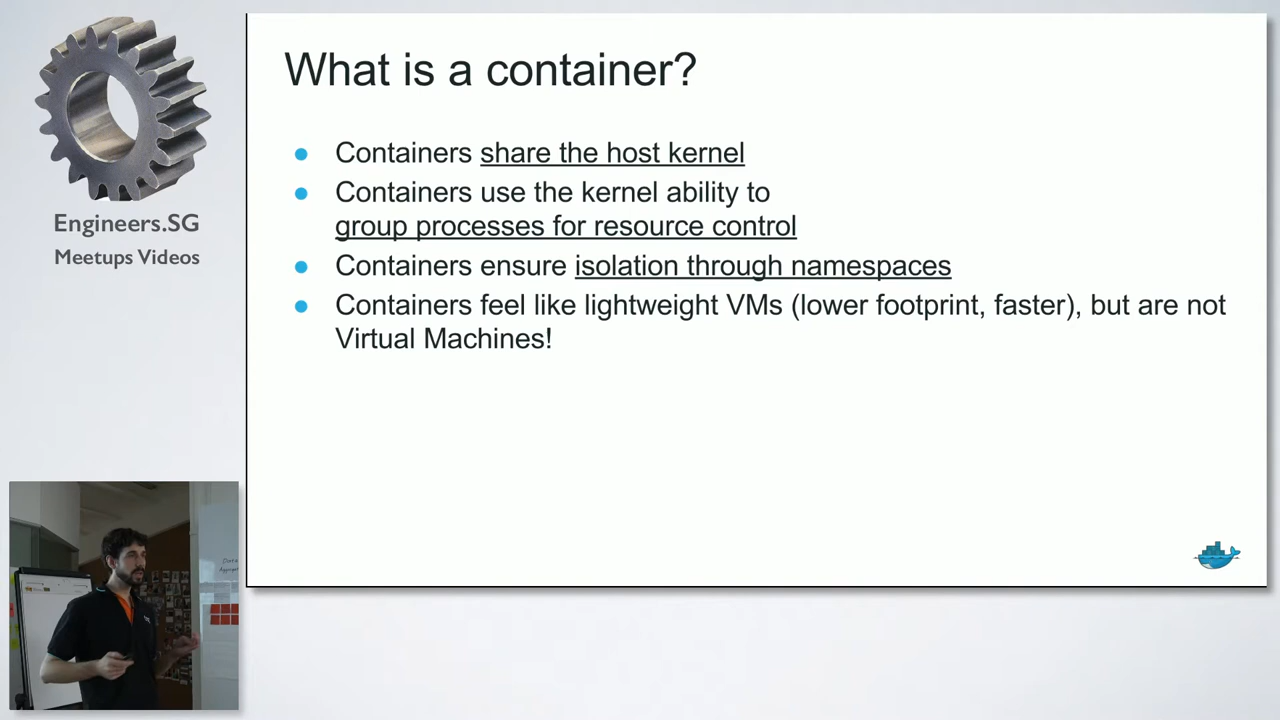 Engineers.SG
Meetups Videos
What is a container?
● Containers share the host kernel
● Containers use the kernel ability to
group processes for resource control
● Containers ensure isolation through namespaces
● Containers feel like lightweight VMs (lower footprint, faster), but are not
Virtual Machines!